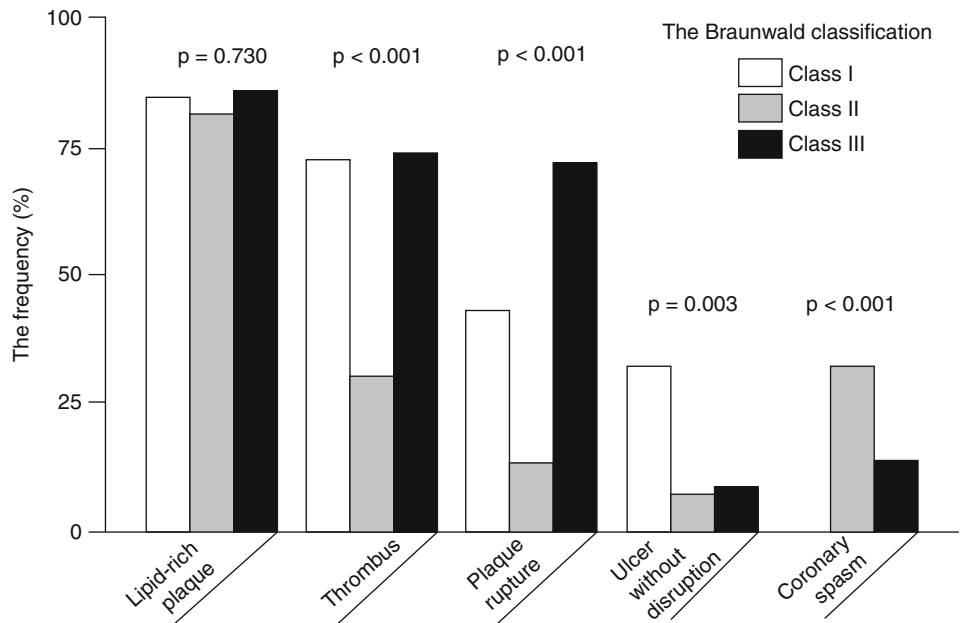 100
75
50
25
0
The frequency (%)
p = 0.730
p < 0.001
p < 0.001
p = 0.003
p < 0.001
The Braunwald classification
Class I
Class II
Class III
Lipid-rich
plaque
Thrombus
Plaque
rupture
Ulcer
without
disruption
Coronary
spasm